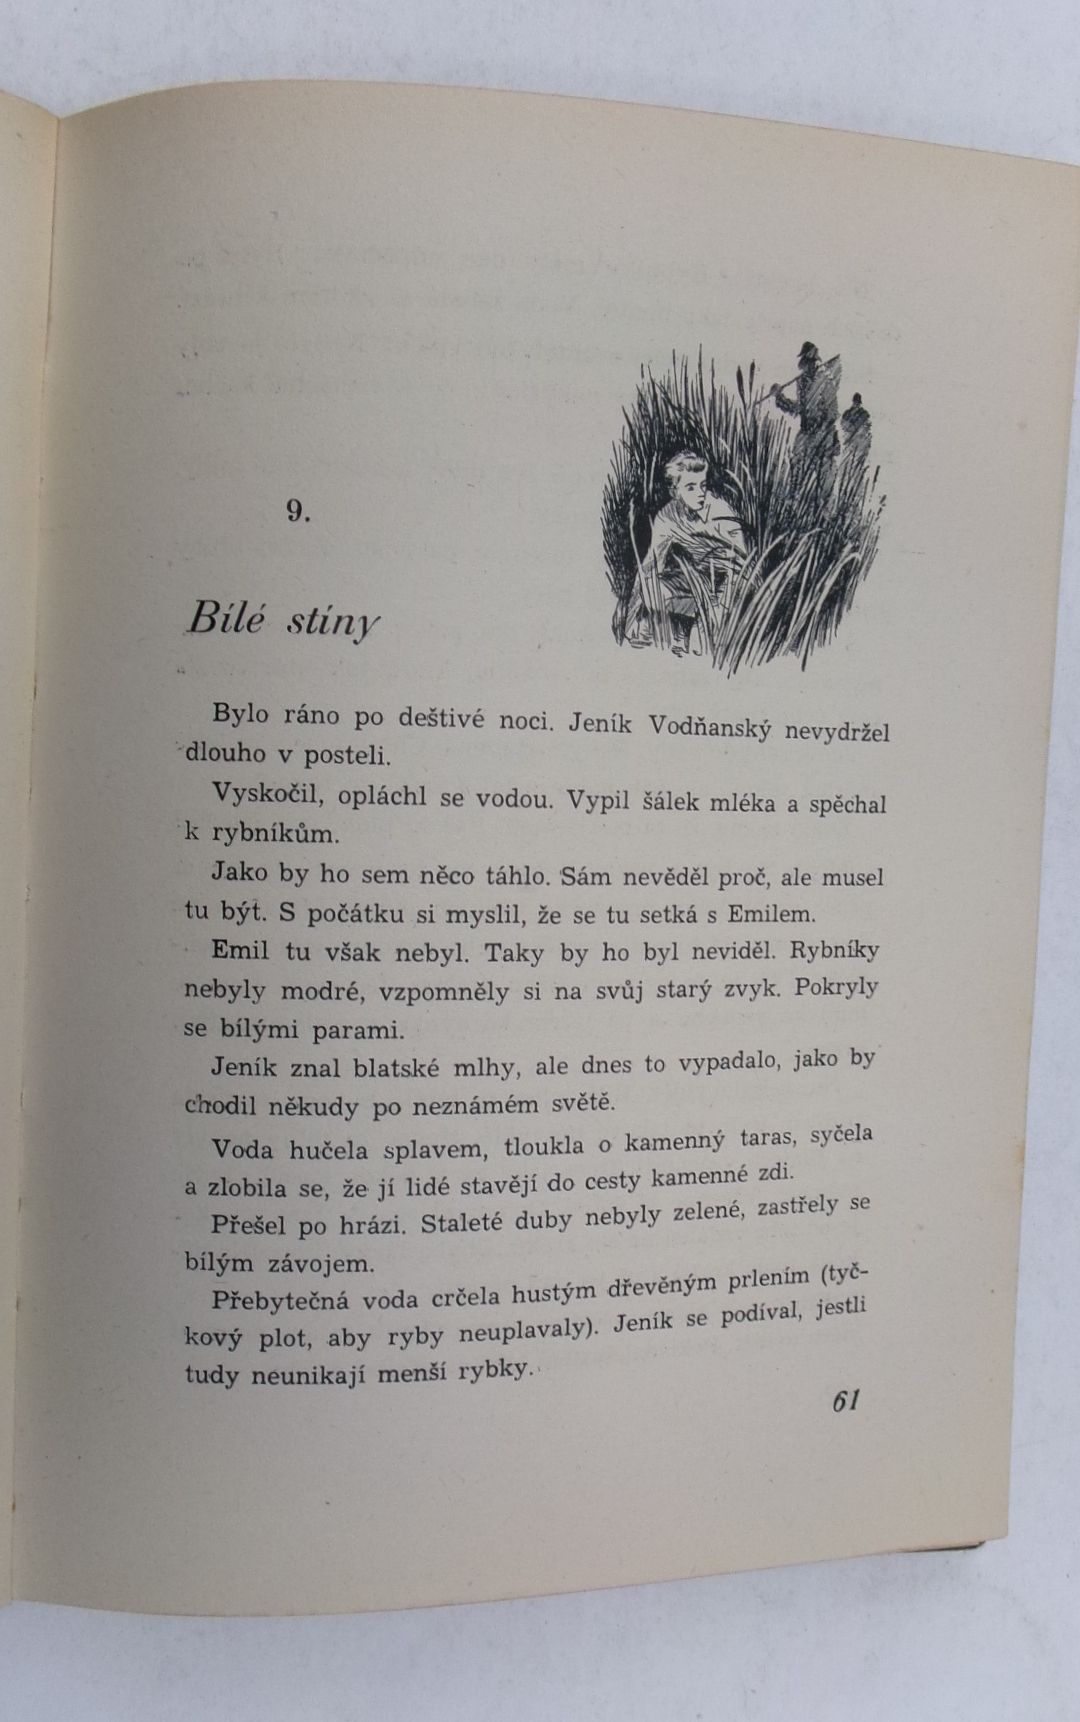 9.
Bílé stíny
Bylo ráno po deštivé noci. Jeník Vodňanský nevydržel
dlouho v posteli.
Vyskočil, opláchl se vodou. Vypil šálek mléka a spěchal
k rybníkům.
Jako by ho sem něco táhlo. Sám nevěděl proč, ale musel
tu být. S počátku si myslil, že se tu setká s Emilem.
Emil tu však nebyl. Taky by ho byl neviděl. Rybníky
nebyly modré, vzpomněly si na svůj starý zvyk. Pokryly
se bílými parami.
Jeník znal blatské mlhy, ale dnes to vypadalo, jako by
chodil někudy po neznámém světě.
Voda hučela splavem, tloukla o kamenný taras, syčela
a zlobila se, že jí lidé stavějí do cesty kamenné zdi.
Přešel po hrázi. Staleté duby nebyly zelené, zastřely se
bílým závojem.
Přebytečná voda crčela hustým dřevěným prlením (tyč-
kový plot, aby ryby neuplavaly). Jeník se podíval, jestli
tudy neunikají menší rybky.
61